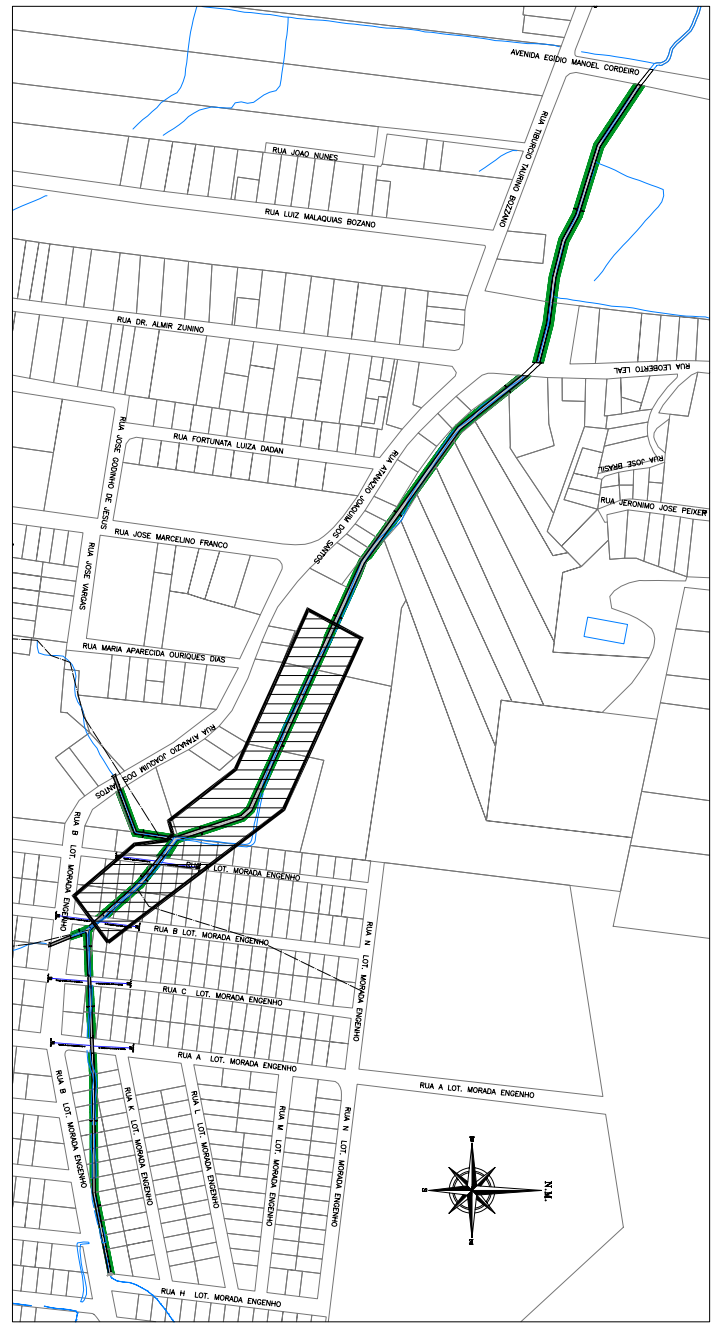 AVENIDA EGÍDIO MANOEL CORDEIRO
RUA TIBURCIO TAURINO BOZZANO
RUA JOAO NUNES
RUA LUIZ MALAQUIAS BOZANO
RUA DR. ALMIR ZUNINO
RUA LEOBERTO LEAL
RUA JOSE GODINHO DE JESUS
RUA FORTUNATA LUIZA DADAN
RUA ATANAZIO JOAQUIM DOS SANTOS
RUA JOSE BRASIL
RUA JERONIMO JOSE PEIXER
RUA JOSE MARCELINO FRANCO
RUA JOSE VARGAS
RUA MARIA APARECIDA OURIQUES DIAS
RUA ATANAZIO JOAQUIM DOS SANTOS
RUA B LOT. MORADA ENGENHO
LOT. MORADA ENGENHO
RUA B LOT. MORADA ENGENHO
RUA N LOT. MORADA ENGENHO
RUA C LOT. MORADA ENGENHO
RUA A LOT. MORADA ENGENHO
RUA A LOT. MORADA ENGENHO
RUA B LOT. MORADA ENGENHO
RUA K LOT. MORADA ENGENHO
RUA L LOT. MORADA ENGENHO
RUA M LOT. MORADA ENGENHO
RUA N LOT. MORADA ENGENHO
N.M.
RUA H LOT. MORADA ENGENHO